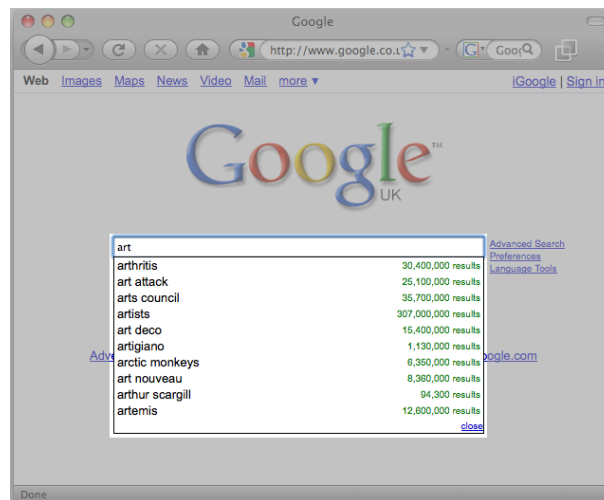 Google
http://www.google.co.u
Web Images Maps News Video Mail more ▼ iGoogle | Sign in
Google™
UK
art
Advanced Search
Preferences
Language Tools
arthritis 30,400,000 results
art attack 25,100,000 results
arts council 35,700,000 results
artists 307,000,000 results
art deco 15,400,000 results
artigiano 1,130,000 results
arctic monkeys 6,350,000 results
art nouveau 8,360,000 results
arthur scargill 94,300 results
artemis 12,600,000 results
close
Done